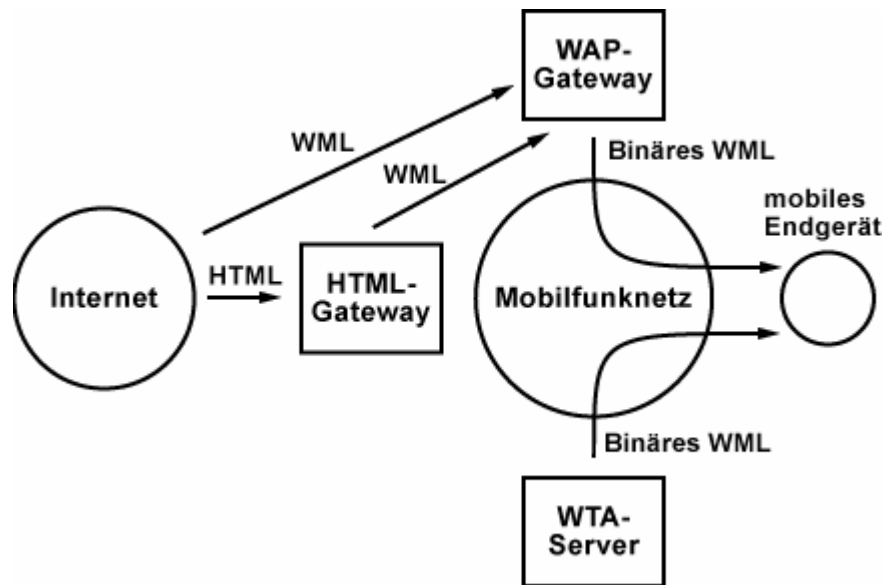 WAP-
Gateway
WML
Binäres WML
WML
mobiles
Endgerät
HTML
Internet
HTML-
Gateway
Mobilfunknetz
Binäres WML
WTA-
Server